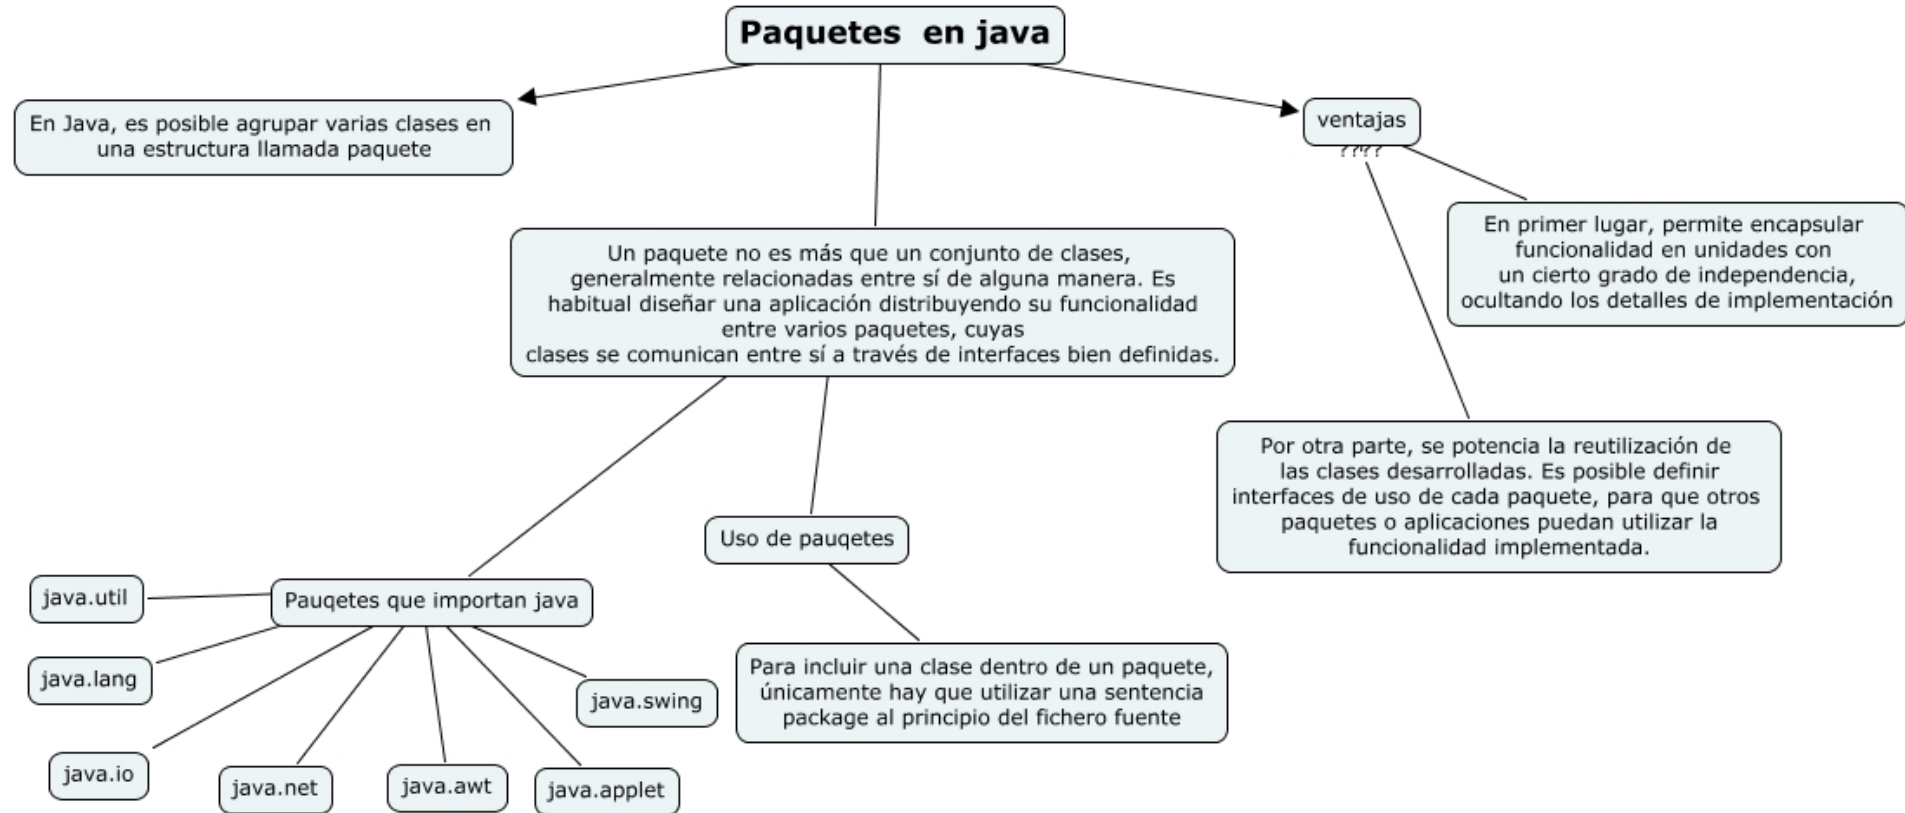 Paquetes  en java
En Java, es posible agrupar varias clases en
una estructura llamada paquete
ventajas
????
En primer lugar, permite encapsular
funcionalidad en unidades con
un cierto grado de independencia,
ocultando los detalles de implementación
Un paquete no es más que un conjunto de clases,
generalmente relacionadas entre sí de alguna manera. Es
habitual diseñar una aplicación distribuyendo su funcionalidad
entre varios paquetes, cuyas
clases se comunican entre sí a través de interfaces bien definidas.
Por otra parte, se potencia la reutilización de
las clases desarrolladas. Es posible definir
interfaces de uso de cada paquete, para que otros
paquetes o aplicaciones puedan utilizar la
funcionalidad implementada.
Uso de pauqetes
Para incluir una clase dentro de un paquete,
únicamente hay que utilizar una sentencia
package al principio del fichero fuente
Pauqetes que importan java
java.util
java.lang
java.io
java.net
java.awt
java.applet
java.swing